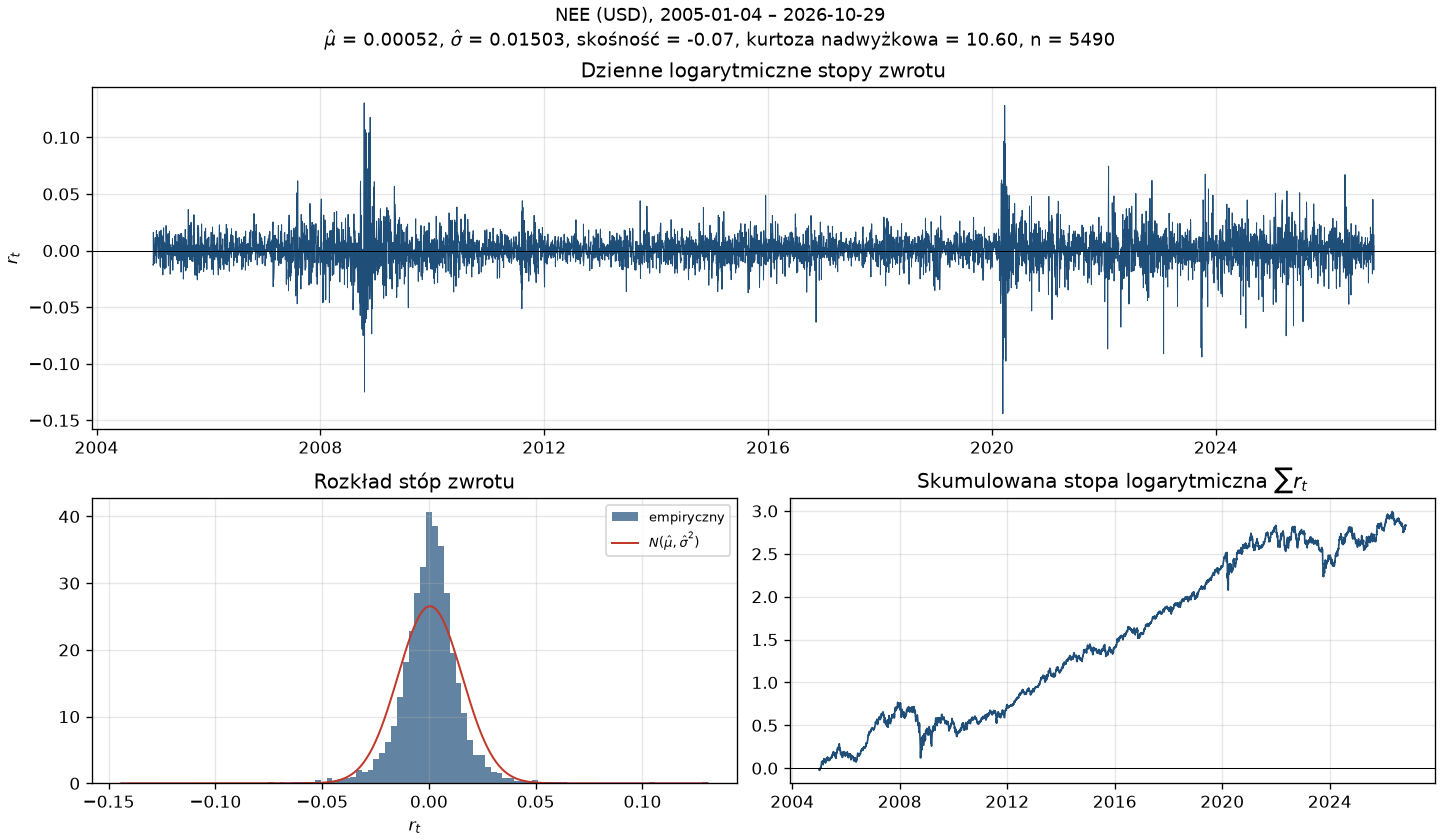 NEE (USD), 2005-01-04 – 2026-10-29
μ̂ = 0.00052, σ̂ = 0.01503, skośność = -0.07, kurtoza nadwyżkowa = 10.60, n = 5490
Dzienne logarytmiczne stopy zwrotu
r_t
0.10
0.05
0.00
−0.05
−0.10
−0.15
2004 2008 2012 2016 2020 2024
Rozkład stóp zwrotu
empiryczny
N(μ̂, σ̂²)
40
30
20
10
0
−0.15 −0.10 −0.05 0.00 0.05 0.10
r_t
Skumulowana stopa logarytmiczna ∑r_t
3.0
2.5
2.0
1.5
1.0
0.5
0.0
2004 2008 2012 2016 2020 2024